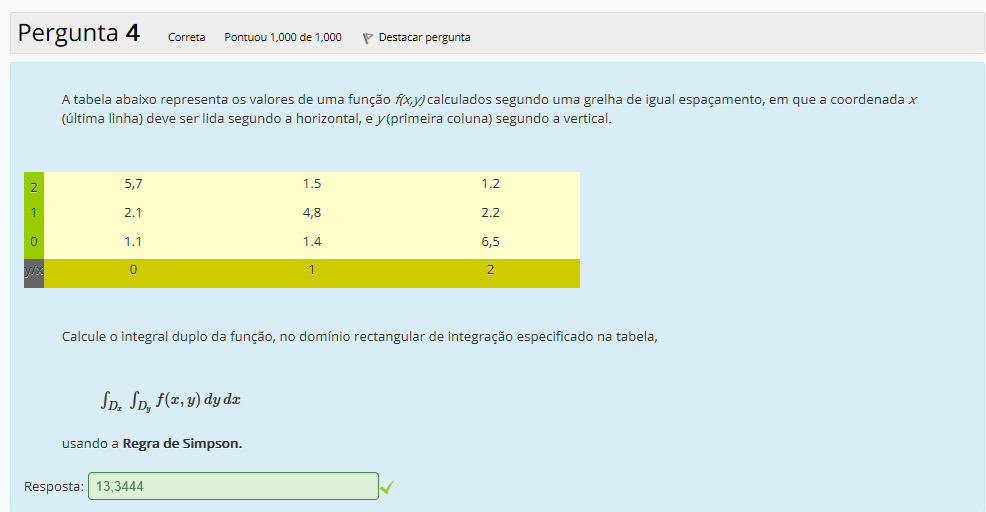 Pergunta 4 Correta Pontuou 1,000 de 1,000 Destacar pergunta
A tabela abaixo representa os valores de uma função f(x,y) calculados segundo uma grelha de igual espaçamento, em que a coordenada x
(última linha) deve ser lida segundo a horizontal, e y (primeira coluna) segundo a vertical.
2 5,7 1.5 1.2
1 2.1 4,8 2.2
0 1.1 1.4 6,5
y/x 0 1 2
Calcule o integral duplo da função, no domínio rectangular de integração especificado na tabela,
∫Dx ∫Dy f(x, y) dy dx
usando a Regra de Simpson.
Resposta: 13,3444